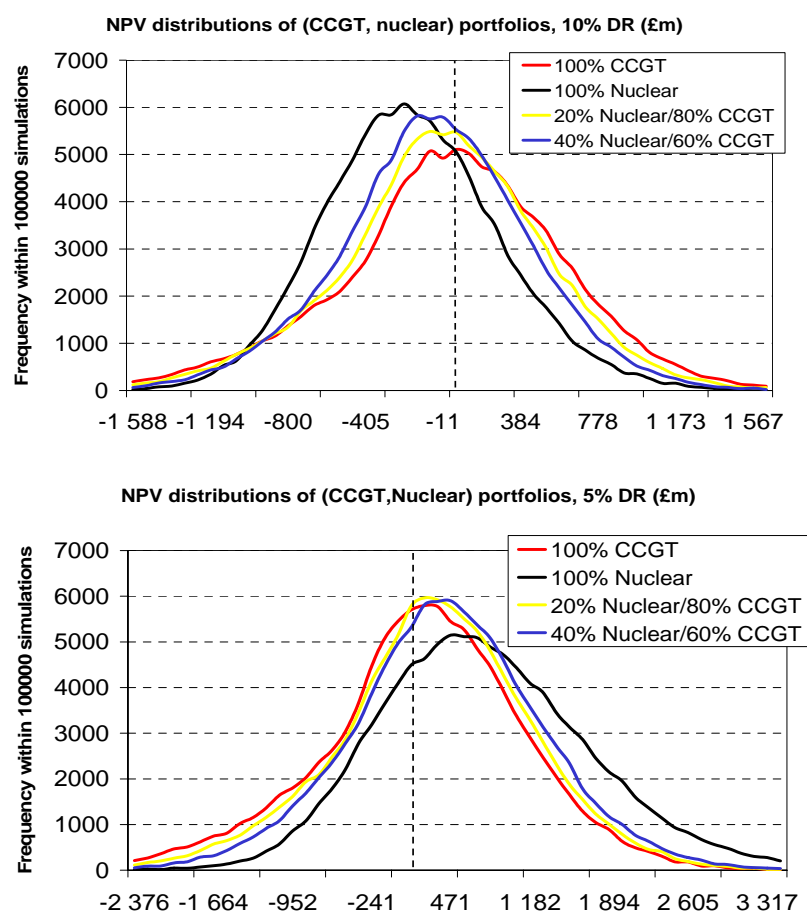 NPV distributions of (CCGT, nuclear) portfolios, 10% DR (£m)
Frequency within 100000 simulations
7000
6000
5000
4000
3000
2000
1000
0
100% CCGT
100% Nuclear
20% Nuclear/80% CCGT
40% Nuclear/60% CCGT
-1 588 -1 194 -800 -405 -11 384 778 1 173 1 567
NPV distributions of (CCGT,Nuclear) portfolios, 5% DR (£m)
Frequency within 100000 simulations
7000
6000
5000
4000
3000
2000
1000
0
100% CCGT
100% Nuclear
20% Nuclear/80% CCGT
40% Nuclear/60% CCGT
-2 376 -1 664 -952 -241 471 1 182 1 894 2 605 3 317